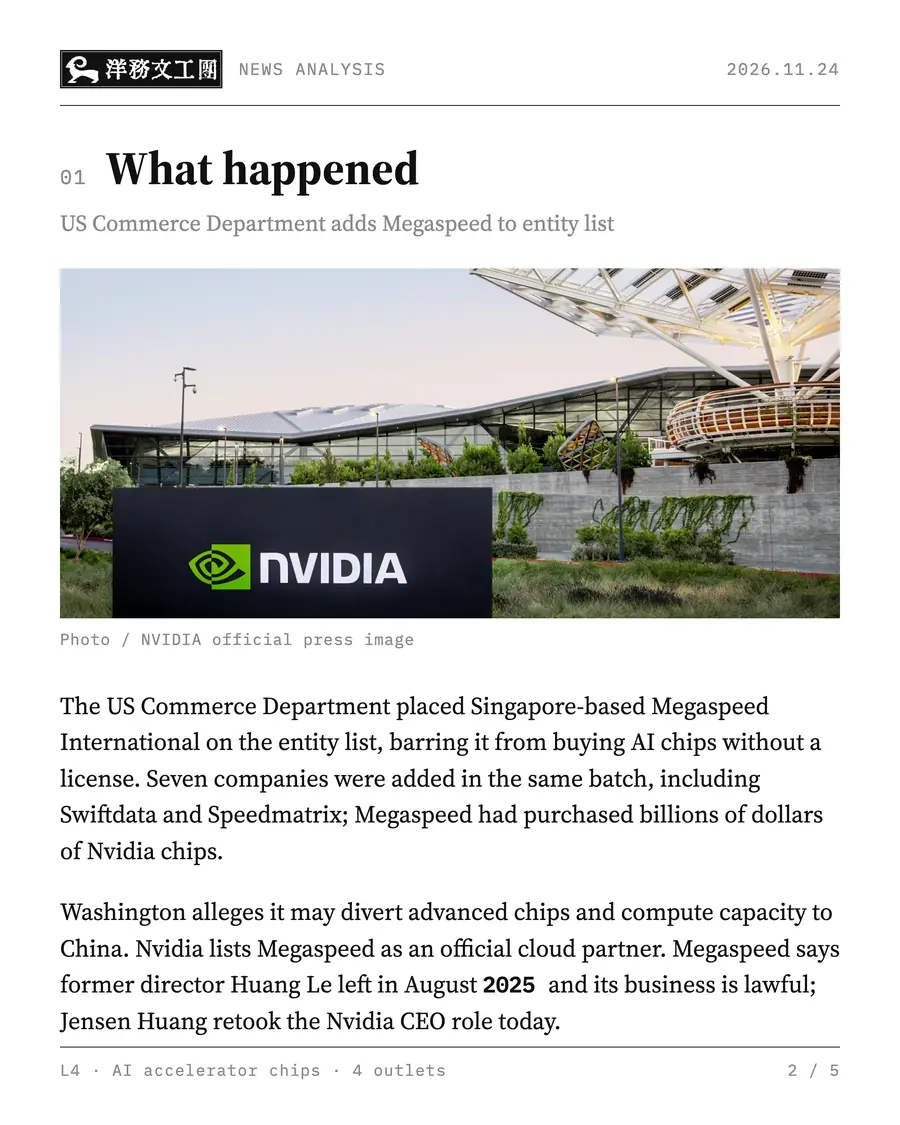 洋務文工團 NEWS ANALYSIS 2026.11.24
01 What happened
US Commerce Department adds Megaspeed to entity list
NVIDIA
Photo / NVIDIA official press image
The US Commerce Department placed Singapore-based Megaspeed
International on the entity list, barring it from buying AI chips without a
license. Seven companies were added in the same batch, including
Swiftdata and Speedmatrix; Megaspeed had purchased billions of dollars
of Nvidia chips.
Washington alleges it may divert advanced chips and compute capacity to
China. Nvidia lists Megaspeed as an official cloud partner. Megaspeed says
former director Huang Le left in August 2025 and its business is lawful;
Jensen Huang retook the Nvidia CEO role today.
L4 · AI accelerator chips · 4 outlets 2 / 5